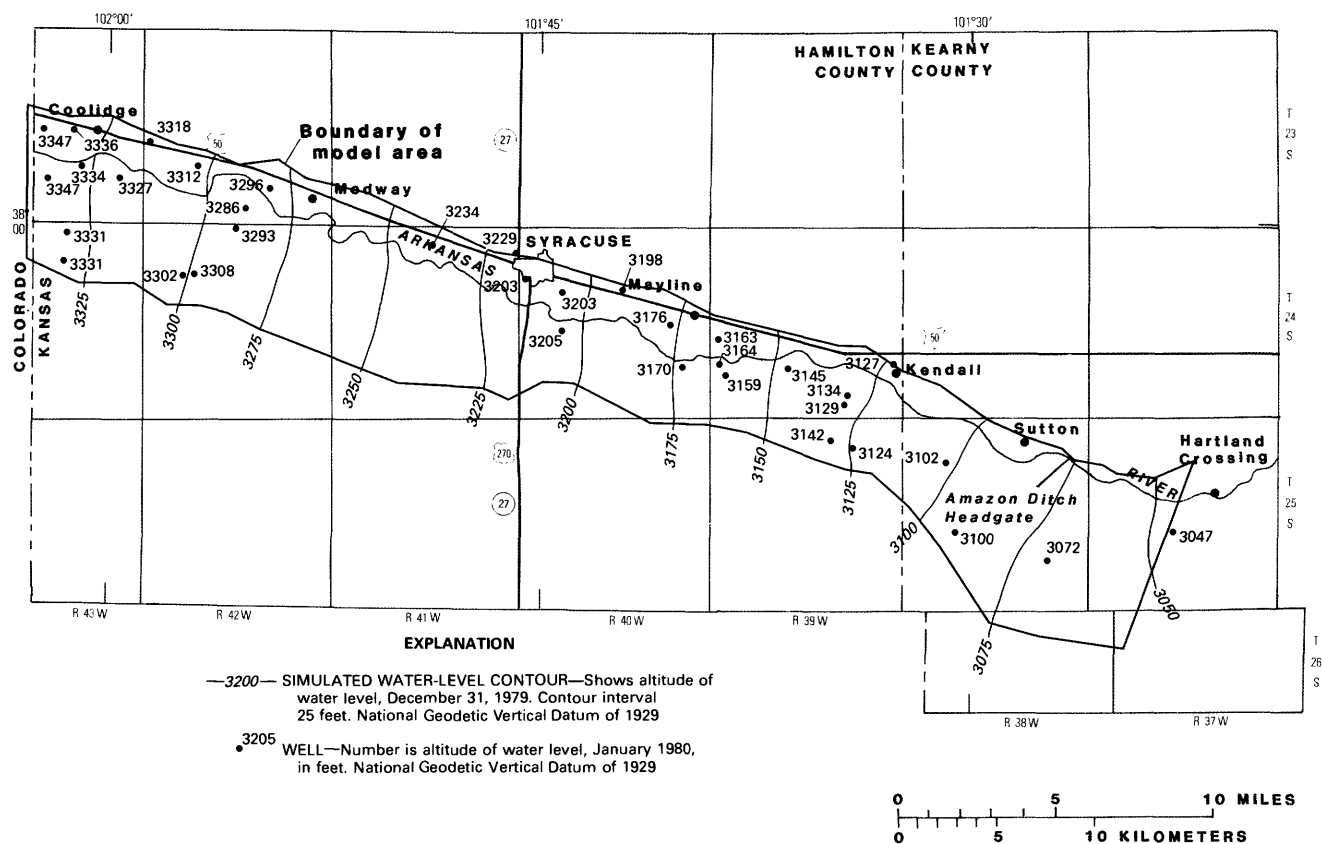 102°00'
101°45'
101°30'
HAMILTON KEARNY
COUNTY COUNTY
Coolidge
3318
50
27
Boundary of
model area
T
23
S
3347
3336
3334
3312
3347
3327
3296
Medway
3286
38°
00'
3331
3293
3234
3229
SYRACUSE
ARKANSAS
3331
3302
3308
3203
3203
3198
Mayline
COLORADO
KANSAS
3325
3300
3275
3250
3225
3205
3200
3176
3163
3164
3170
3159
3145
3127
50
Kendall
3134
3129
T
24
S
3175
3150
3142
3124
3125
3102
Sutton
Hartland
Crossing
RIVER
270
27
Amazon Ditch
Headgate
T
25
S
3100
3100
3072
3047
3050
3075
R 43 W
R 42 W
R 41 W
R 40 W
R 39 W
T
26
S
R 38 W
R 37 W
EXPLANATION
—3200— SIMULATED WATER-LEVEL CONTOUR—Shows altitude of
water level, December 31, 1979. Contour interval
25 feet. National Geodetic Vertical Datum of 1929
3205 WELL—Number is altitude of water level, January 1980,
in feet. National Geodetic Vertical Datum of 1929
0 5 10 MILES
0 5 10 KILOMETERS